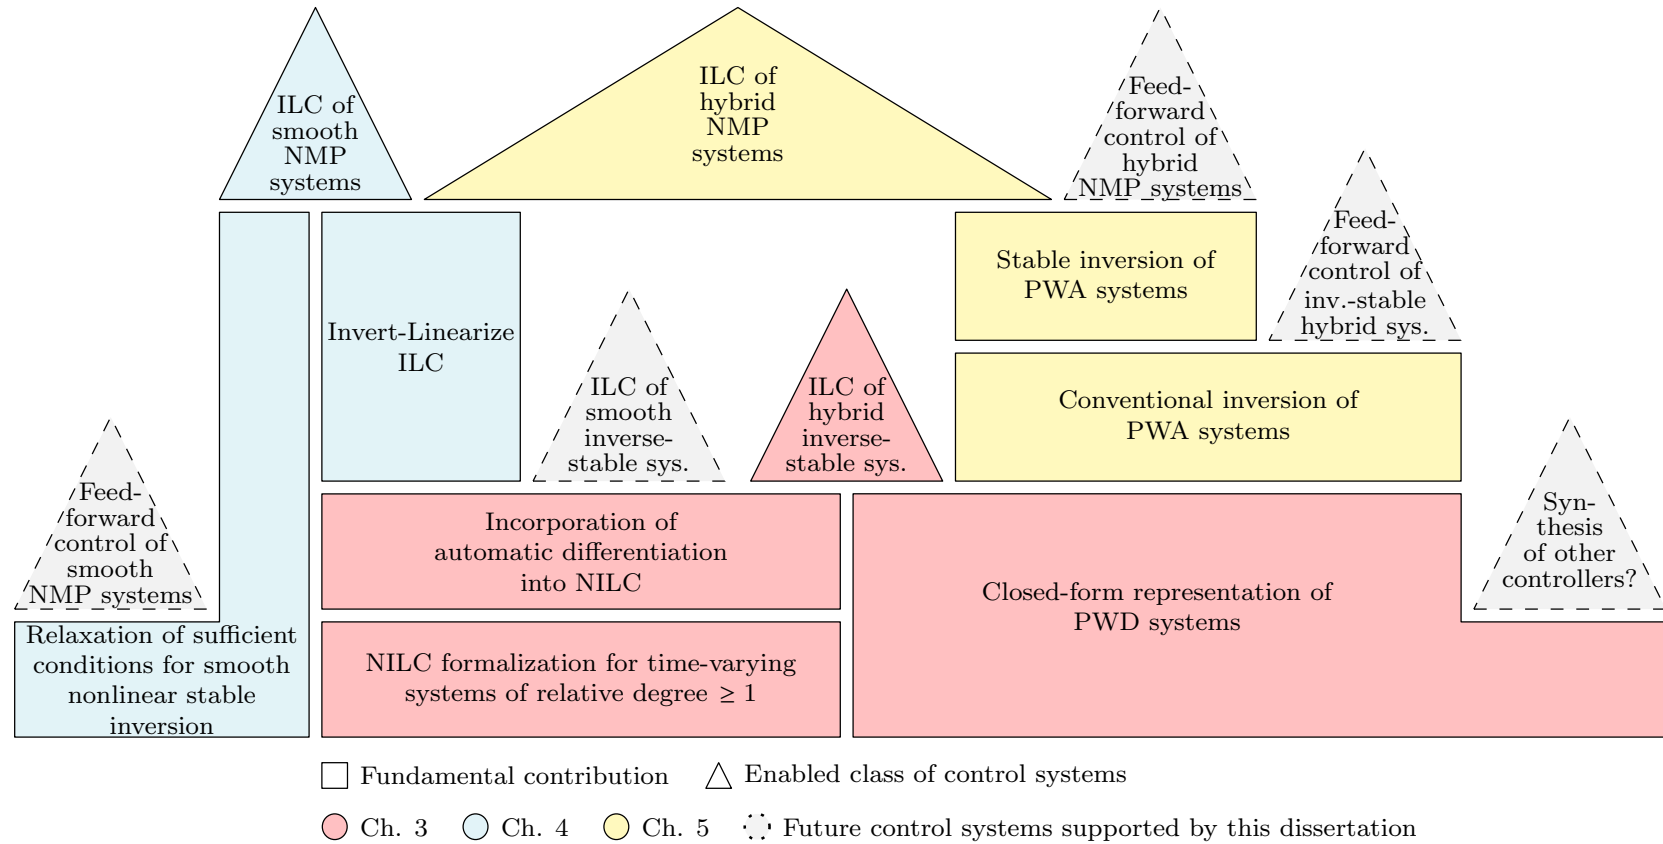 ILC of
smooth
NMP
systems
ILC of
hybrid
NMP
systems
Feed-
forward
control of
hybrid
NMP systems
Feed-
forward
control of
inv.-stable
hybrid sys.
Stable inversion of
PWA systems
Invert-Linearize
ILC
ILC of
smooth
inverse-
stable sys.
ILC of
hybrid
inverse-
stable sys.
Conventional inversion of
PWA systems
Feed-
forward
control of
smooth
NMP systems
Incorporation of
automatic differentiation
into NILC
Closed-form representation of
PWD systems
Syn-
thesis
of other
controllers?
Relaxation of sufficient
conditions for smooth
nonlinear stable
inversion
NILC formalization for time-varying
systems of relative degree ≥ 1
Fundamental contribution
Enabled class of control systems
Ch. 3
Ch. 4
Ch. 5
Future control systems supported by this dissertation